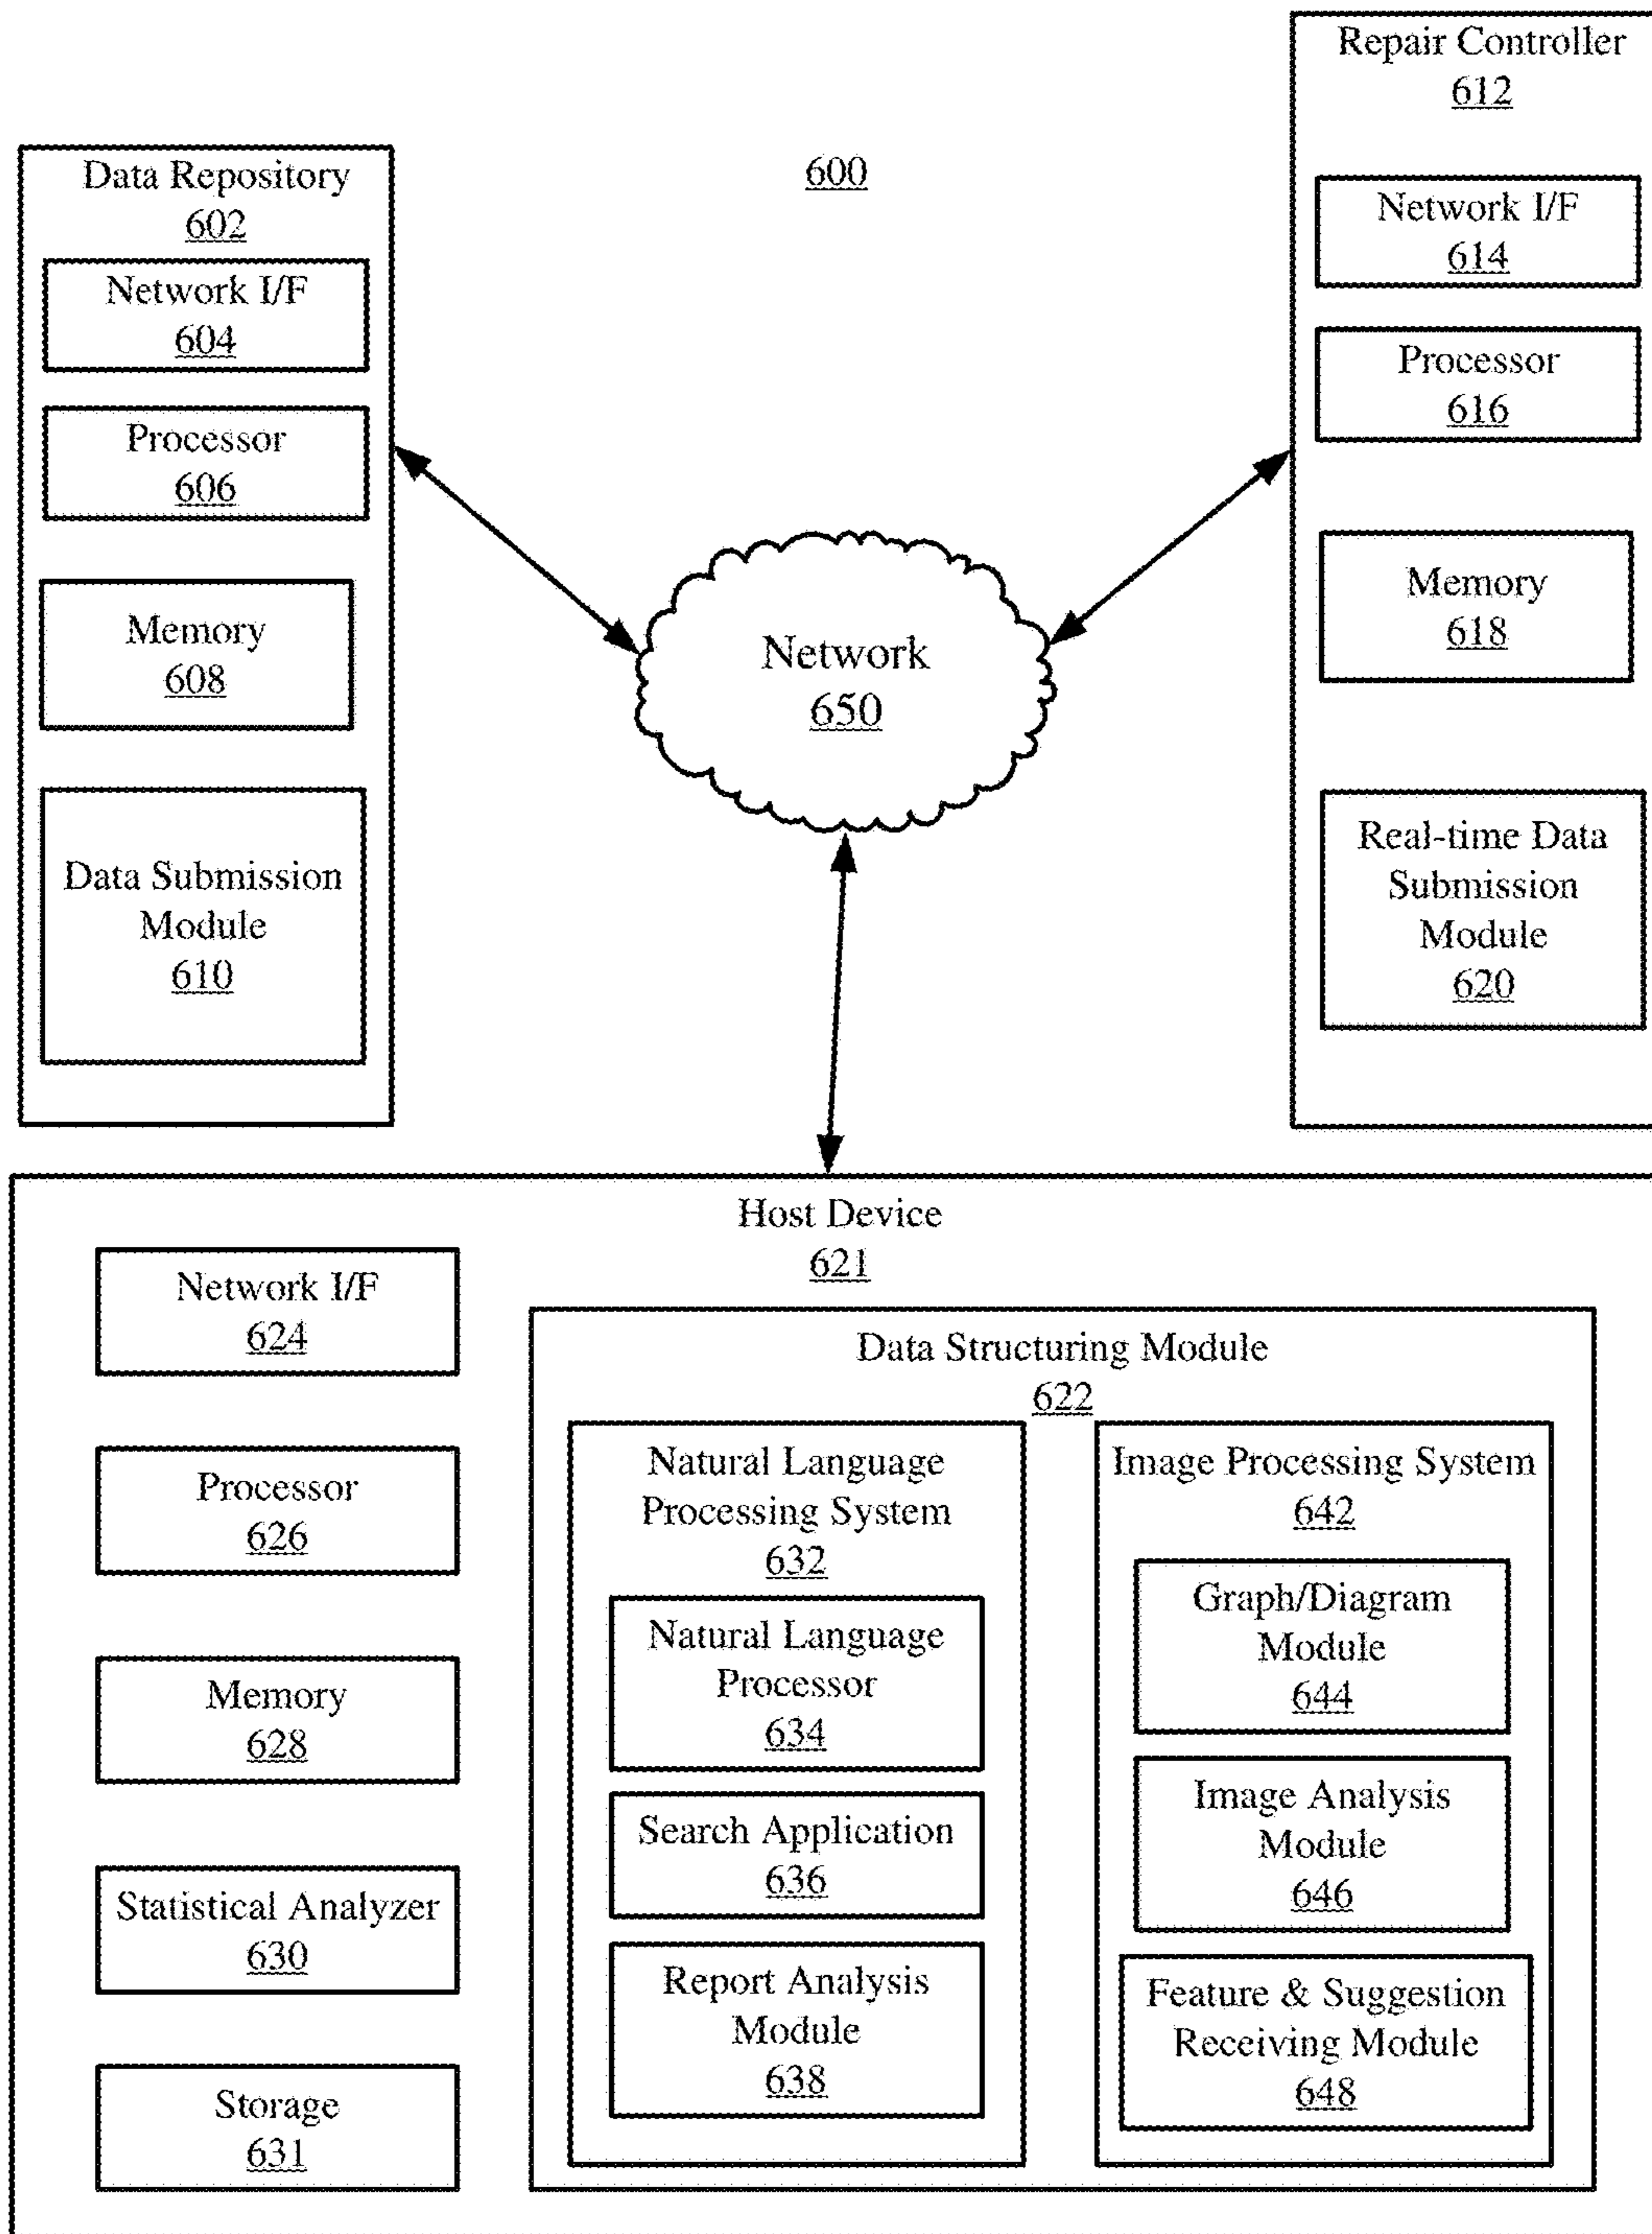 Repair Controller
612
Network I/F
614
Processor
616
Memory
618
Real-time Data
Submission
Module
620
600
Data Repository
602
Network I/F
604
Processor
606
Memory
608
Data Submission
Module
610
Network
650
Host Device
621
Network I/F
624
Processor
626
Memory
628
Statistical Analyzer
630
Storage
631
Data Structuring Module
622
Natural Language
Processing System
632
Natural Language
Processor
634
Search Application
636
Report Analysis
Module
638
Image Processing System
642
Graph/Diagram
Module
644
Image Analysis
Module
646
Feature & Suggestion
Receiving Module
648